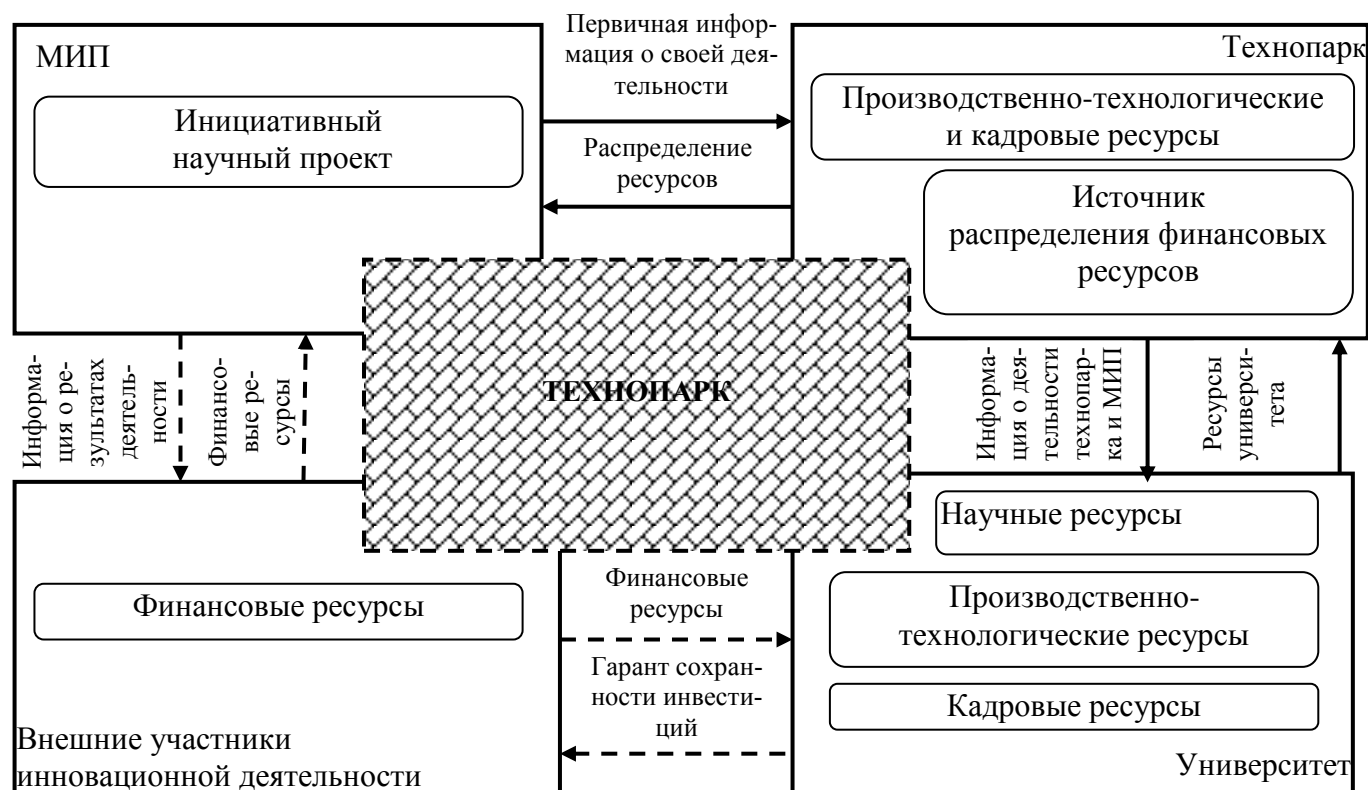 МИП
Инициативный
научный проект
Первичная инфор-
мация о своей дея-
тельности
Распределение
ресурсов
Технопарк
Производственно-технологические
и кадровые ресурсы
Источник
распределения финансовых
ресурсов
Информа-
ция о ре-
зультатах
деятель-
ности
Финансо-
вые ре-
сурсы
ТЕХНОПАРК
Информа-
ция о дея-
тельности
технопар-
ка и МИП
Ресурсы
универси-
тета
Финансовые ресурсы
Внешние участники
инновационной деятельности
Финансовые
ресурсы
Гарант сохран-
ности инвести-
ций
Научные ресурсы
Производственно-
технологические ресурсы
Кадровые ресурсы
Университет